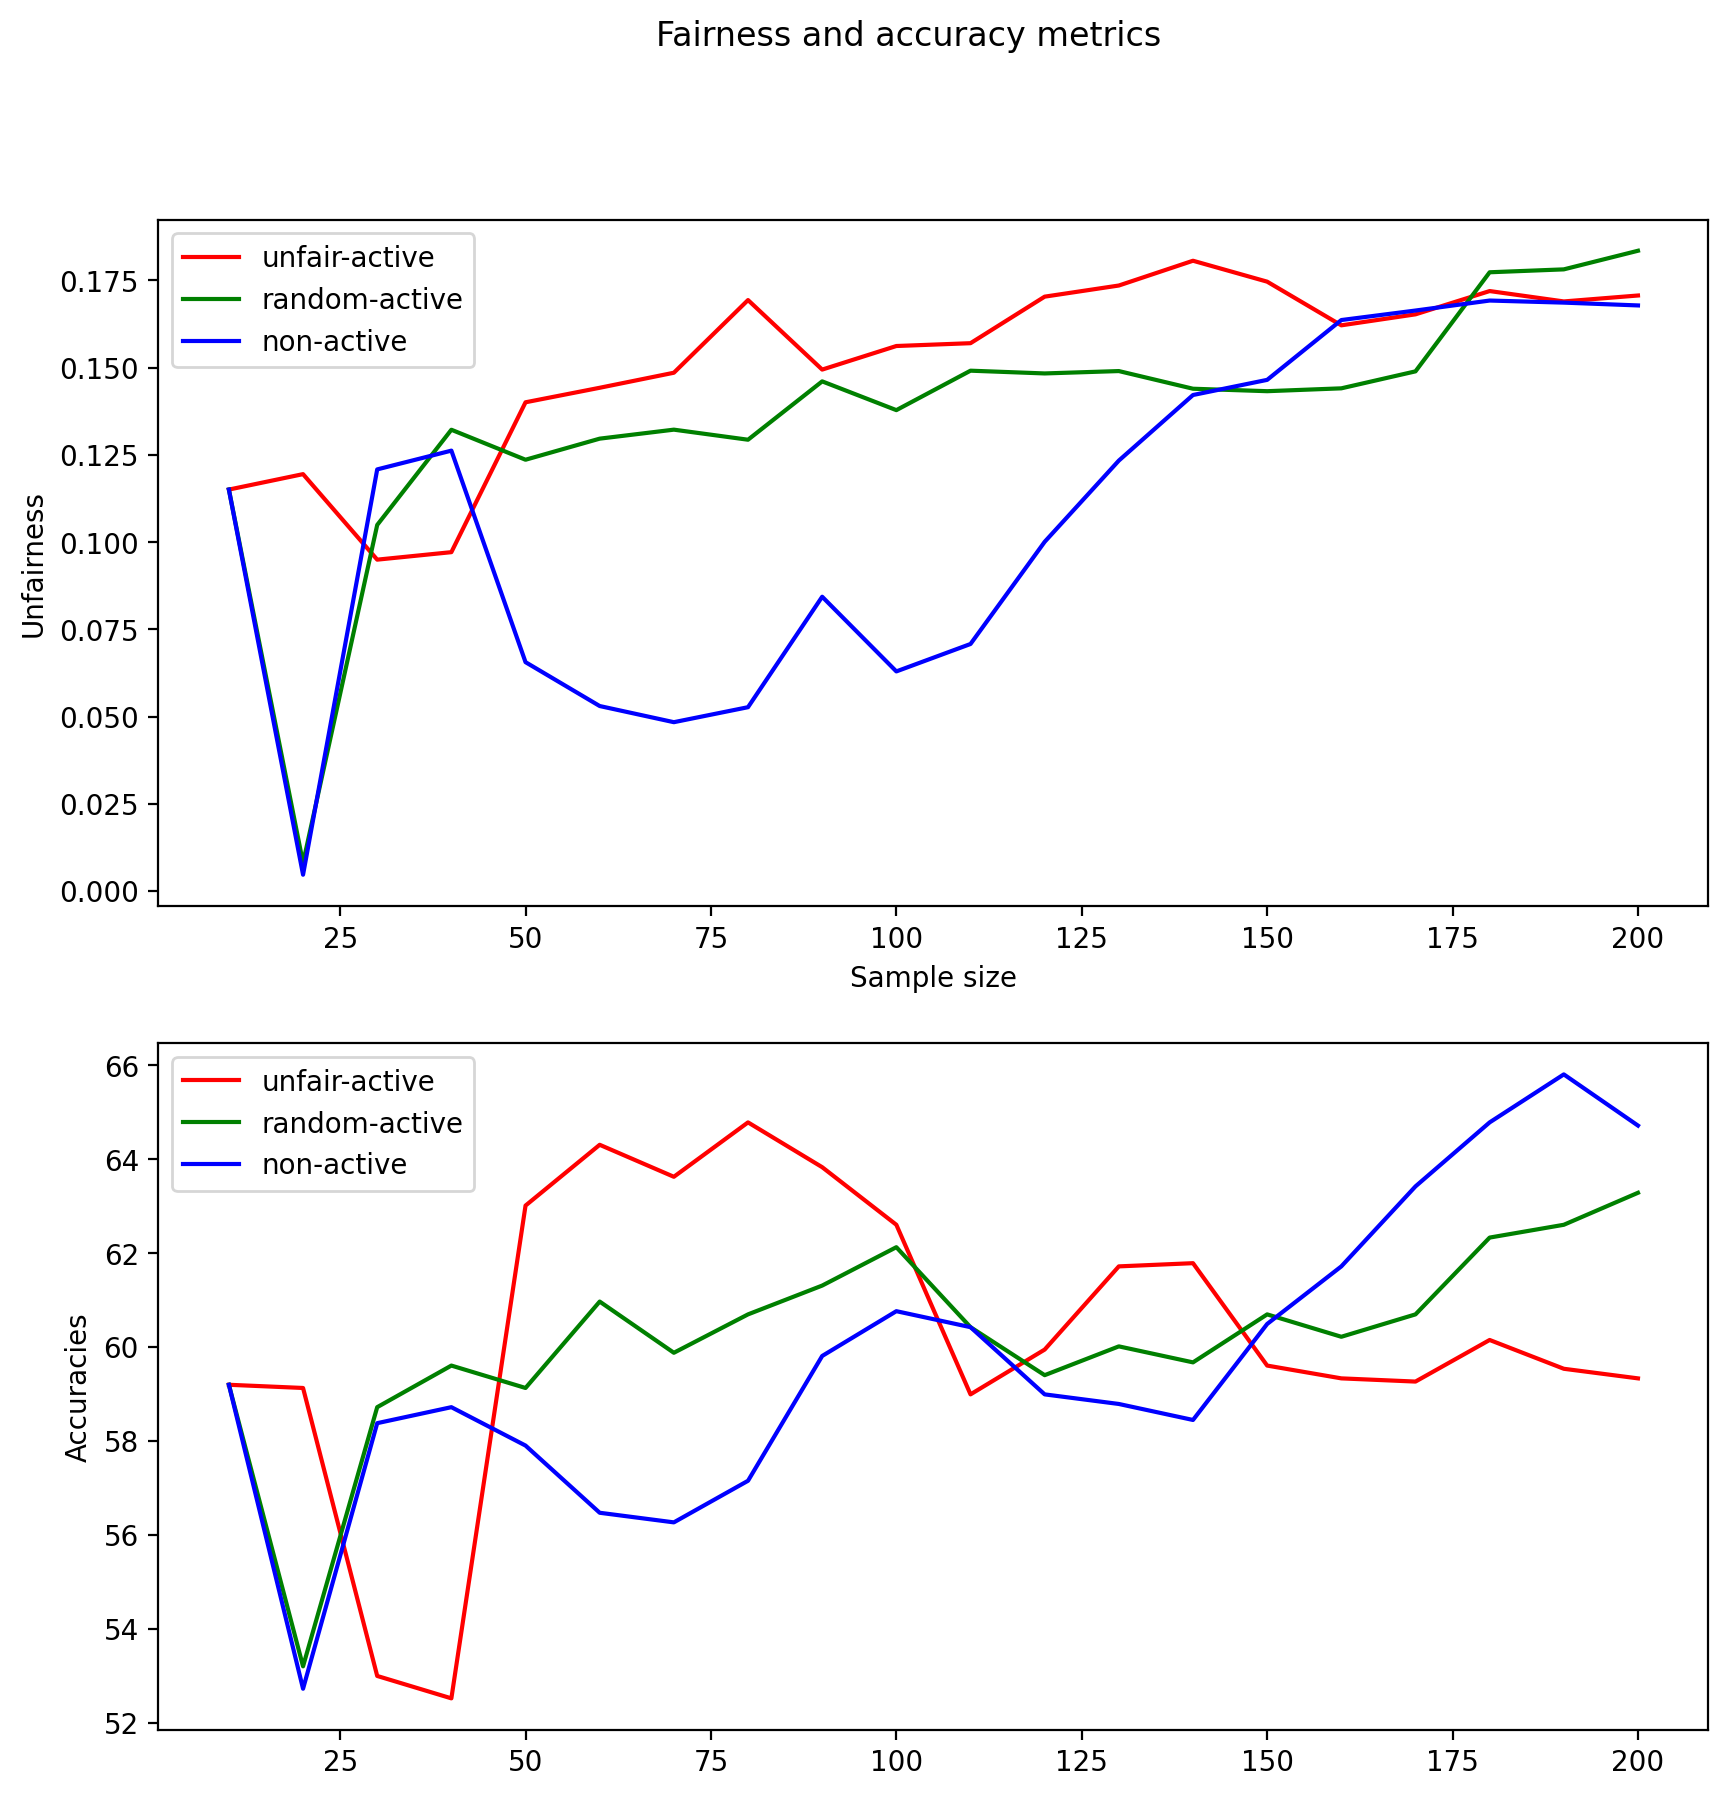 Fairness and accuracy metrics
unfair-active
random-active
non-active
0.175
0.150
0.125
0.100
0.075
0.050
0.025
0.000
Unfairness
25 50 75 100 125 150 175 200
Sample size
unfair-active
random-active
non-active
66
64
62
60
58
56
54
52
Accuracies
25 50 75 100 125 150 175 200